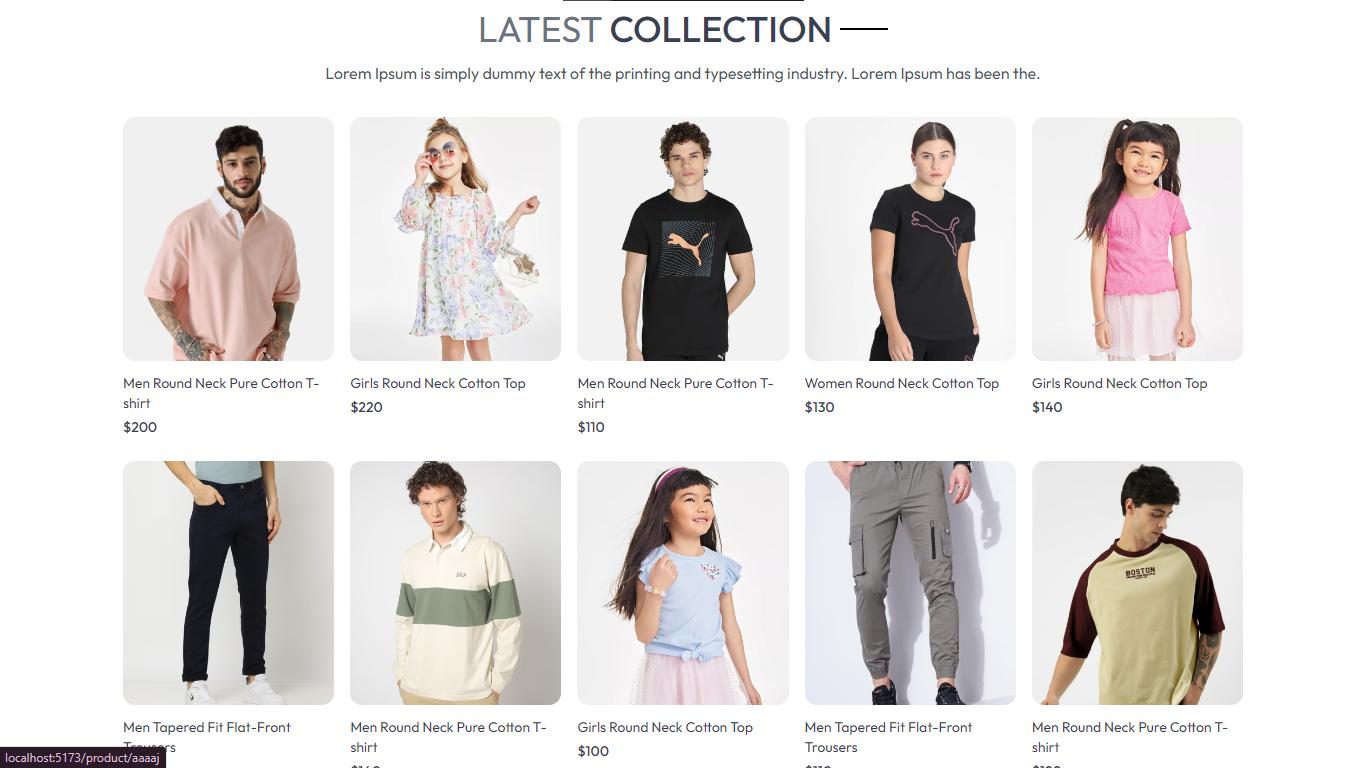 LATEST COLLECTION
Lorem Ipsum is simply dummy text of the printing and typesetting industry. Lorem Ipsum has been the.
Men Round Neck Pure Cotton T-
shirt
$200
Girls Round Neck Cotton Top
$220
Men Round Neck Pure Cotton T-
shirt
$110
Women Round Neck Cotton Top
$130
Girls Round Neck Cotton Top
$140
BOSTON
Men Tapered Fit Flat-Front
Trousers
Men Round Neck Pure Cotton T-
shirt
Girls Round Neck Cotton Top
$100
Men Tapered Fit Flat-Front
Trousers
Men Round Neck Pure Cotton T-
shirt
localhost:5173/product/aaaaj